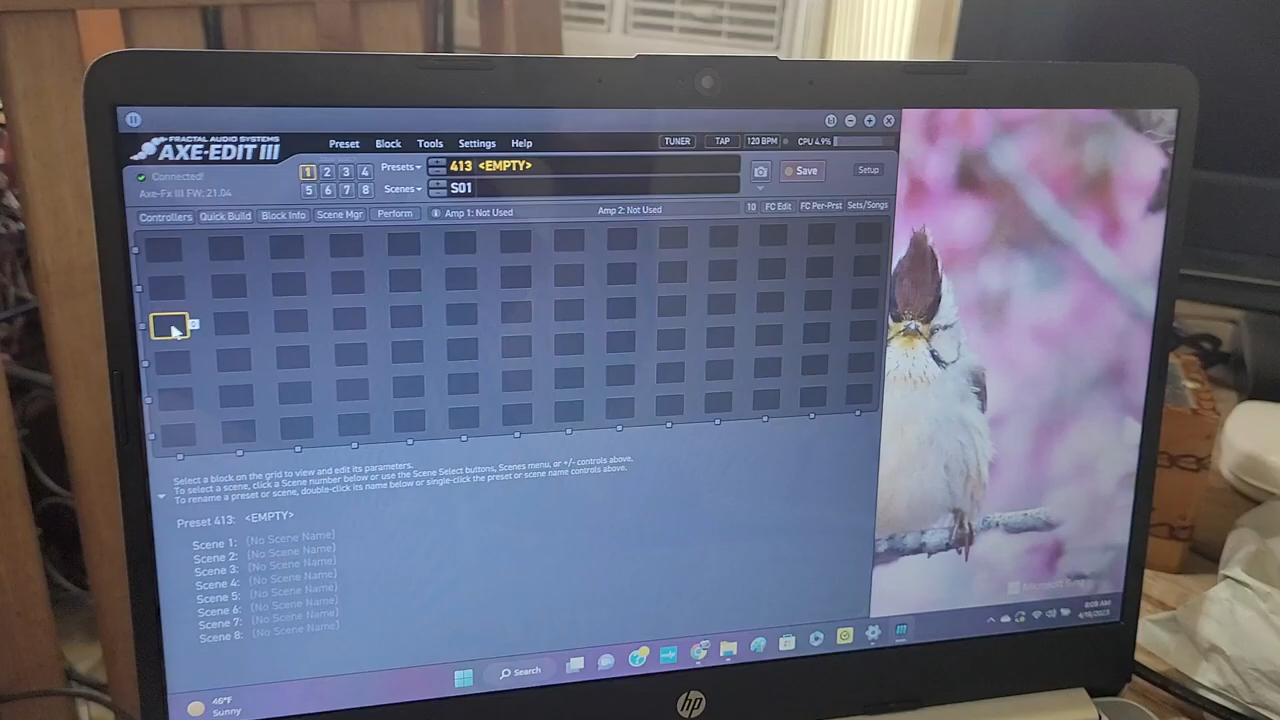 FRACTAL AUDIO SYSTEMS
AXE-EDIT III
Preset Block Tools Settings Help
TUNER TAP 120 BPM CPU 4.9%
Connected!
Axe-Fx III FW: 21.04
1 2 3 4
5 6 7 8
Presets 413 <EMPTY>
Scenes S01
Save
Setup
Controllers Quick Build Block Info Scene Mgr Perform
Amp 1: Not Used Amp 2: Not Used
10 FC Edit FC Per-Prst Sets/Songs
Select a block on the grid to view and edit its parameters.
To select a scene, click a Scene number below or use the Scene Select buttons, Scenes menu, or +/- controls above.
To rename a preset or scene, double-click its name below or single-click the preset or scene name controls above.
Preset 413: <EMPTY>
Scene 1: (No Scene Name)
Scene 2: (No Scene Name)
Scene 3: (No Scene Name)
Scene 4: (No Scene Name)
Scene 5: (No Scene Name)
Scene 6: (No Scene Name)
Scene 7: (No Scene Name)
Scene 8: (No Scene Name)
Microsoft Bing
46°F
Sunny
Search
8:09 AM
4/19/2023
hp